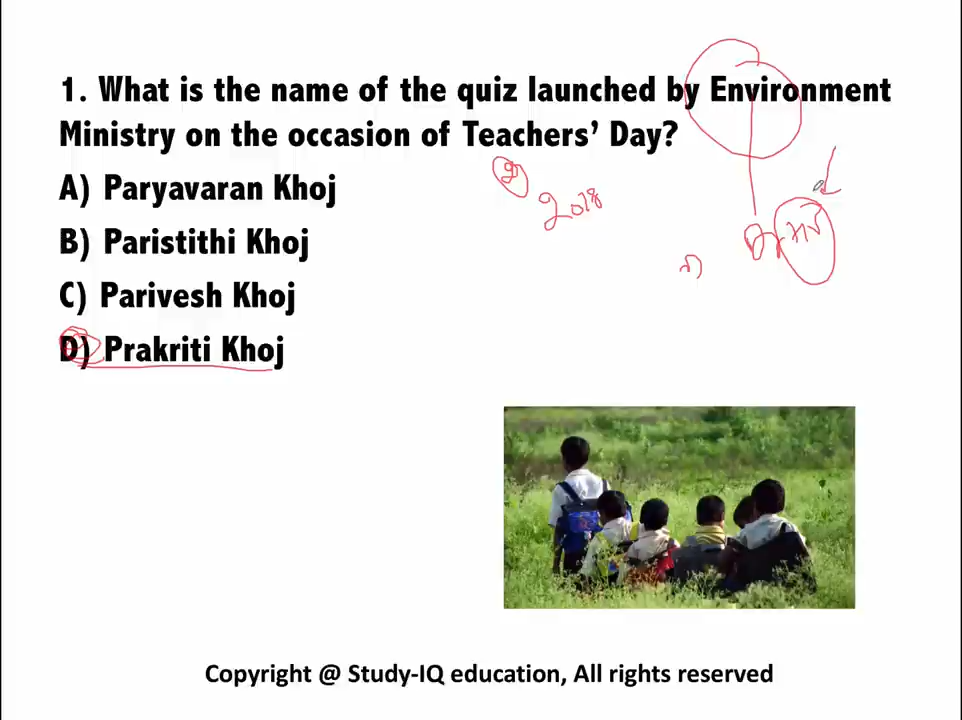 1. What is the name of the quiz launched by Environment
Ministry on the occasion of Teachers’ Day?
A) Paryavaran Khoj
B) Paristithi Khoj
C) Parivesh Khoj
D) Prakriti Khoj
2018
Copyright @ Study-IQ education, All rights reserved